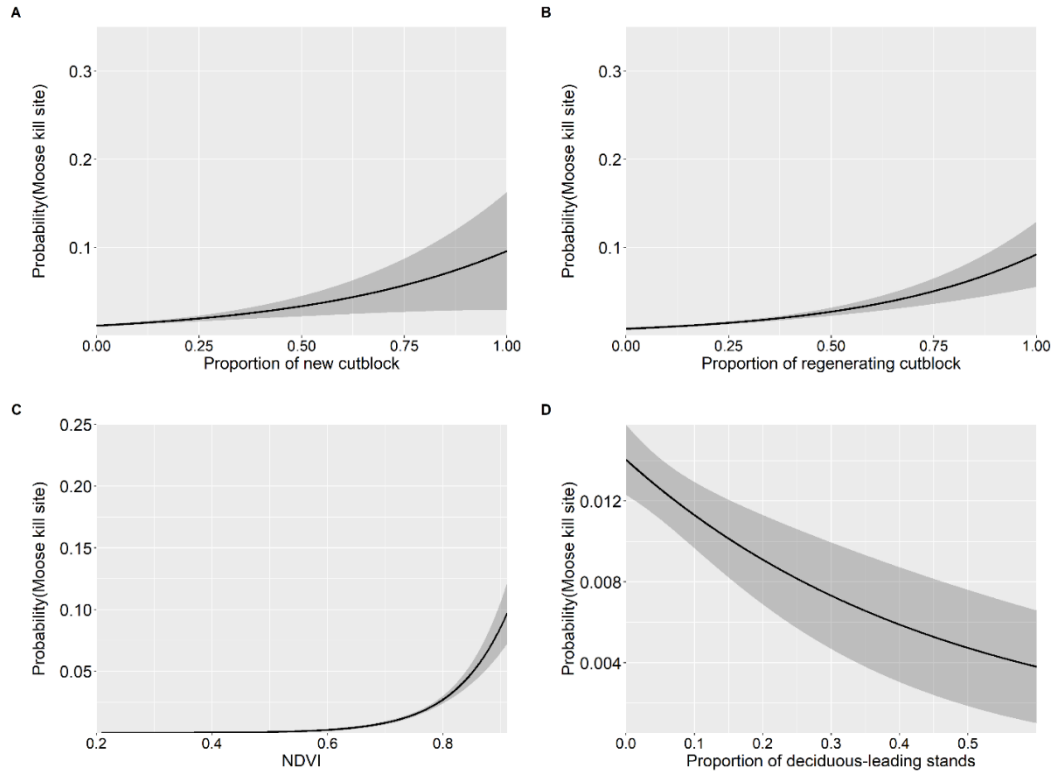 A
B
0.3
0.2
0.1
Probability(Moose kill site)
0.00 0.25 0.50 0.75 1.00
Proportion of new cutblock
0.3
0.2
0.1
Probability(Moose kill site)
0.00 0.25 0.50 0.75 1.00
Proportion of regenerating cutblock
C
D
0.25
0.20
0.15
0.10
0.05
Probability(Moose kill site)
0.2 0.4 0.6 0.8
NDVI
0.012
0.008
0.004
Probability(Moose kill site)
0.0 0.1 0.2 0.3 0.4 0.5
Proportion of deciduous-leading stands